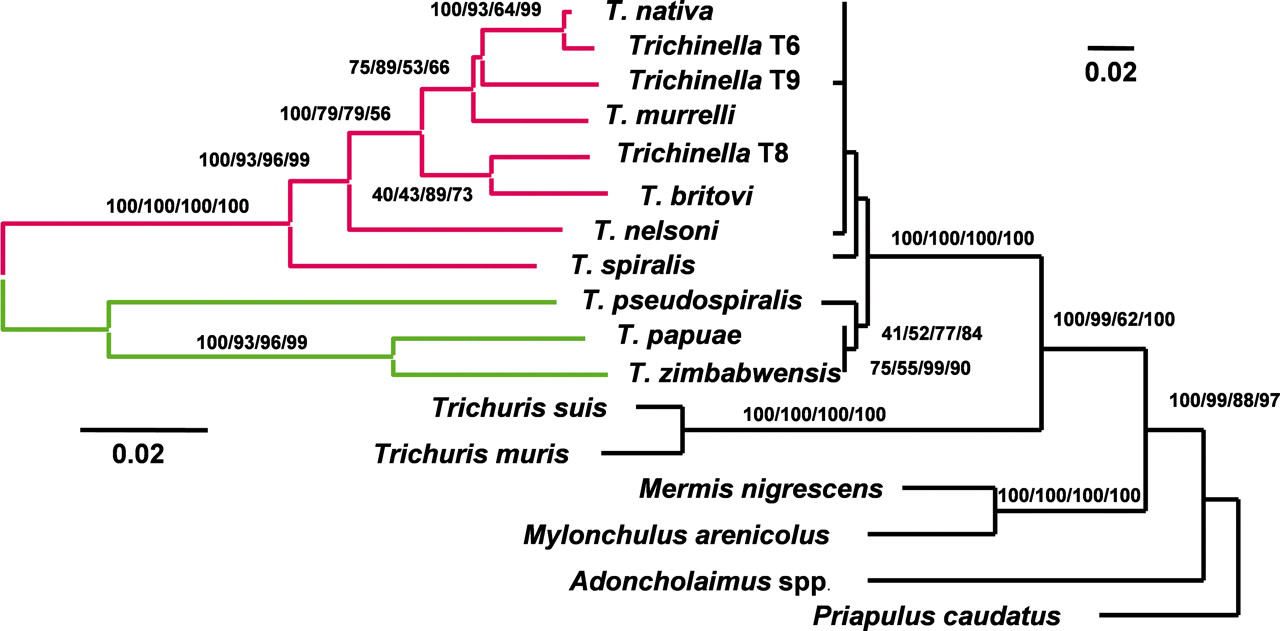 100/93/64/99
T. nativa
Trichinella T6
0.02
75/89/53/66
Trichinella T9
100/79/79/56
T. murrelli
Trichinella T8
100/93/96/99
40/43/89/73
T. britovi
100/100/100/100
T. nelsoni
100/100/100/100
T. spiralis
T. pseudospiralis
100/99/62/100
T. papuae
41/52/77/84
100/93/96/99
T. zimbabwensis
75/55/99/90
Trichuris suis
100/100/100/100
100/99/88/97
0.02
Trichuris muris
Mermis nigrescens
100/100/100/100
Mylonchulus arenicolus
Adoncholaimus spp.
Priapulus caudatus